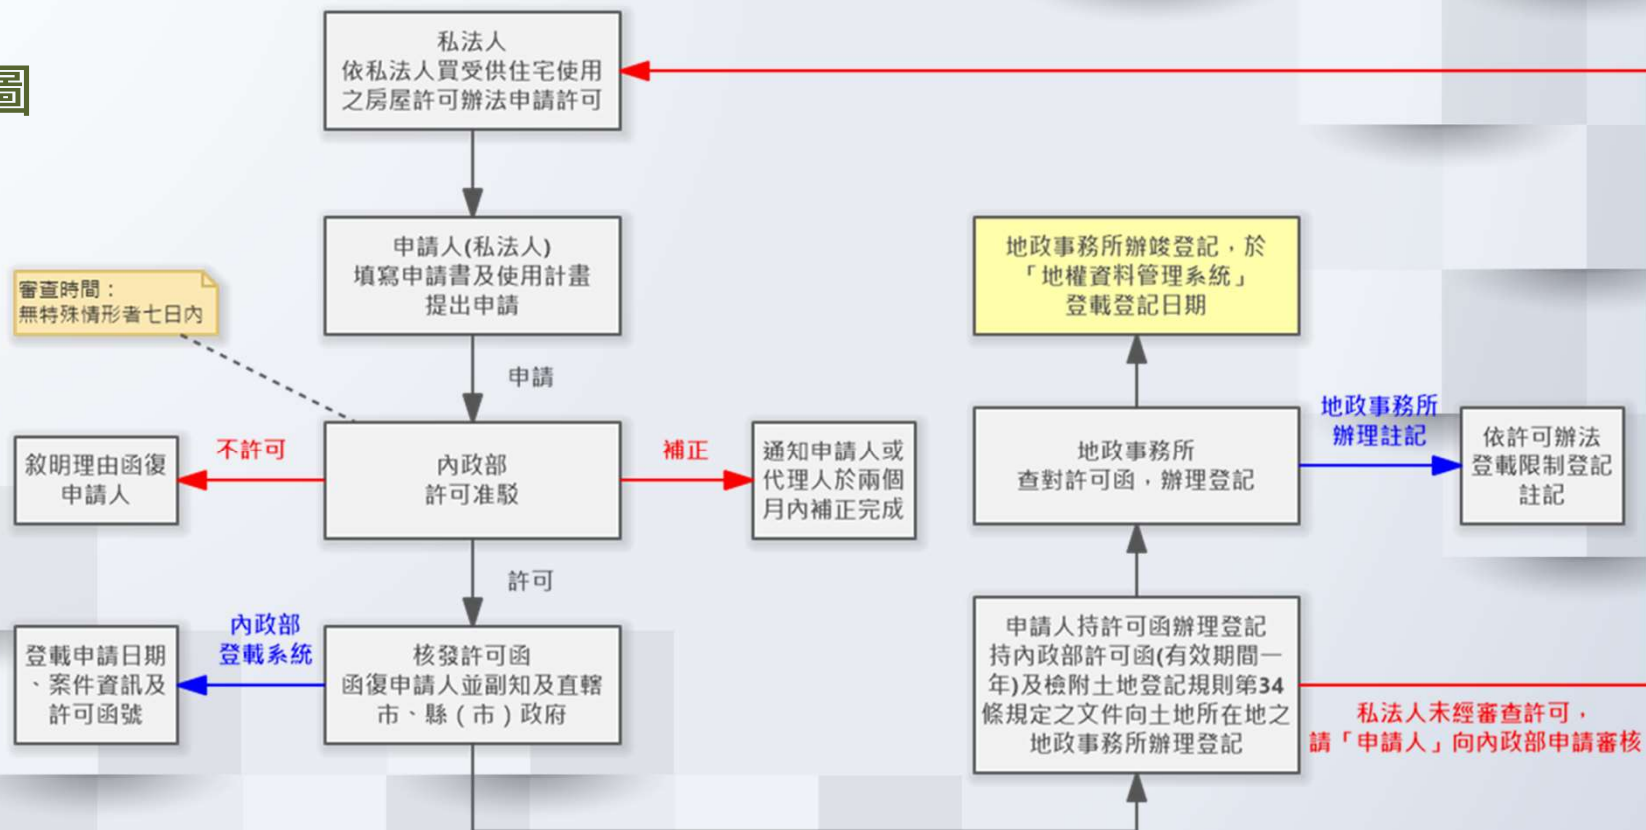 圖
私法人
依私法人買受供住宅使用
之房屋許可辦法申請許可
申請人(私法人)
填寫申請書及使用計畫
提出申請
審查時間：
無特殊情形者七日內
申請
不許可
敘明理由函復
申請人
內政部
許可准駁
補正
通知申請人或
代理人於兩個
月內補正完成
許可
內政部
登載系統
登載申請日期
、案件資訊及
許可函號
核發許可函
函復申請人並副知及直轄
市、縣（市）政府
地政事務所辦竣登記，於
「地權資料管理系統」
登載登記日期
地政事務所
查對許可函，辦理登記
地政事務所
辦理註記
依許可辦法
登載限制登記
註記
申請人持許可函辦理登記
持內政部許可函(有效期間一
年)及檢附土地登記規則第34
條規定之文件向土地所在地之
地政事務所辦理登記
私法人未經審查許可，
請「申請人」向內政部申請審核